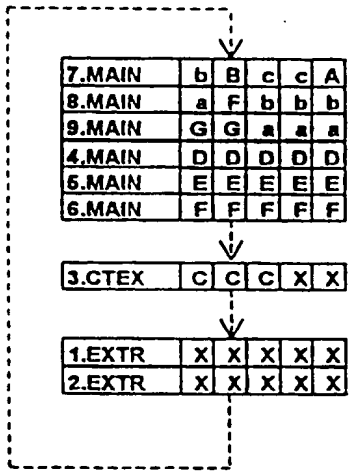 7.MAIN b B c c A
8.MAIN a F b b b
9.MAIN G G a a a
4.MAIN D D D D D
5.MAIN E E E E E
6.MAIN F F F F F
3.CTEX C C C X X
1.EXTR X X X X X
2.EXTR X X X X X